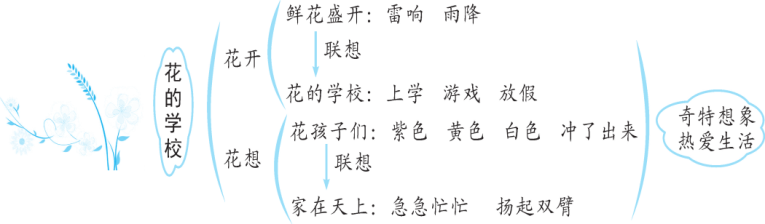 花的学校
花开
鲜花盛开：雷响 雨降
联想
花的学校：上学 游戏 放假
花想
花孩子们：紫色 黄色 白色 冲了出来
联想
家在天上：急急忙忙 扬起双臂
奇特想象
热爱生活